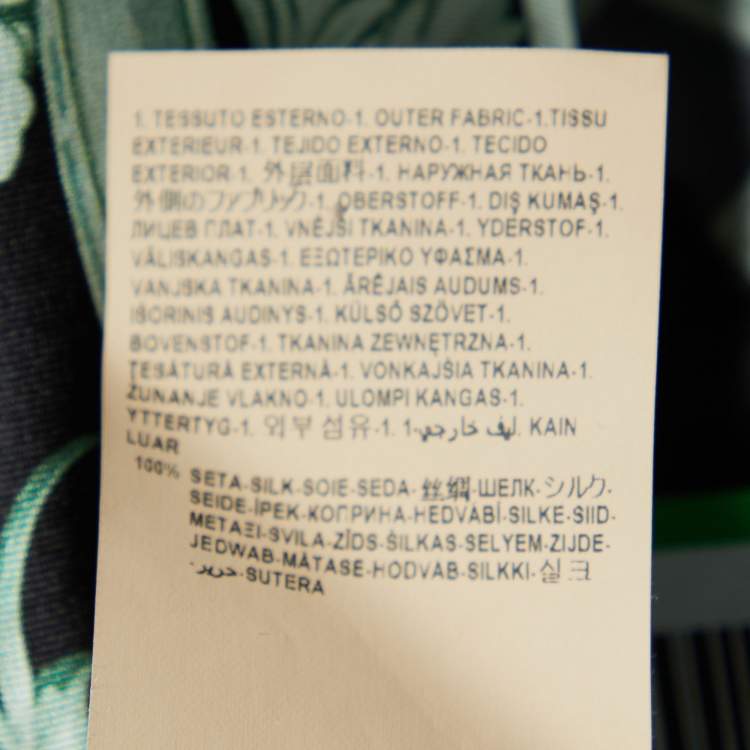 1. TESSUTO ESTERNO-1. OUTER FABRIC-1.TISSU
EXTERIEUR-1. TEJIDO EXTERNO-1. TECIDO
EXTERIOR-1. 外层面料-1. НАРУЖНАЯ ТКАНЬ-1.
外側のファブリック-1. OBERSTOFF-1. DIŞ KUMAŞ-1.
ЛИЦЕВ ПЛАТ-1. VNĚJŠÍ TKANINA-1. YDERSTOF-1.
VÄLISKANGAS-1. ΕΞΩΤΕΡΙΚΟ ΥΦΑΣΜΑ-1.
VANJSKA TKANINA-1. ĀRĒJAIS AUDUMS-1.
IŠORINIS AUDINYS-1. KÜLSŐ SZÖVET-1.
BOVENSTOF-1. TKANINA ZEWNĘTRZNA-1.
ŢESĂTURĂ EXTERNĂ-1. VONKAJŠIA TKANINA-1.
ZUNANJE VLAKNO-1. ULOMPI KANGAS-1.
YTTERTYG-1. 외부 섬유-1. ليف خارجي-1. KAIN
LUAR
100% SETA-SILK-SOIE-SEDA-丝绸-ШЕЛК-シルク-
SEIDE-İPEK-КОПРИНА-HEDVÁBÍ-SILKE-SIID-
ΜΕΤΑΞΙ-SVILA-ZĪDS-ŠILKAS-SELYEM-ZIJDE-
JEDWAB-MĂTASE-HODVÁB-SILKKI-실크
-حرير-SUTERA